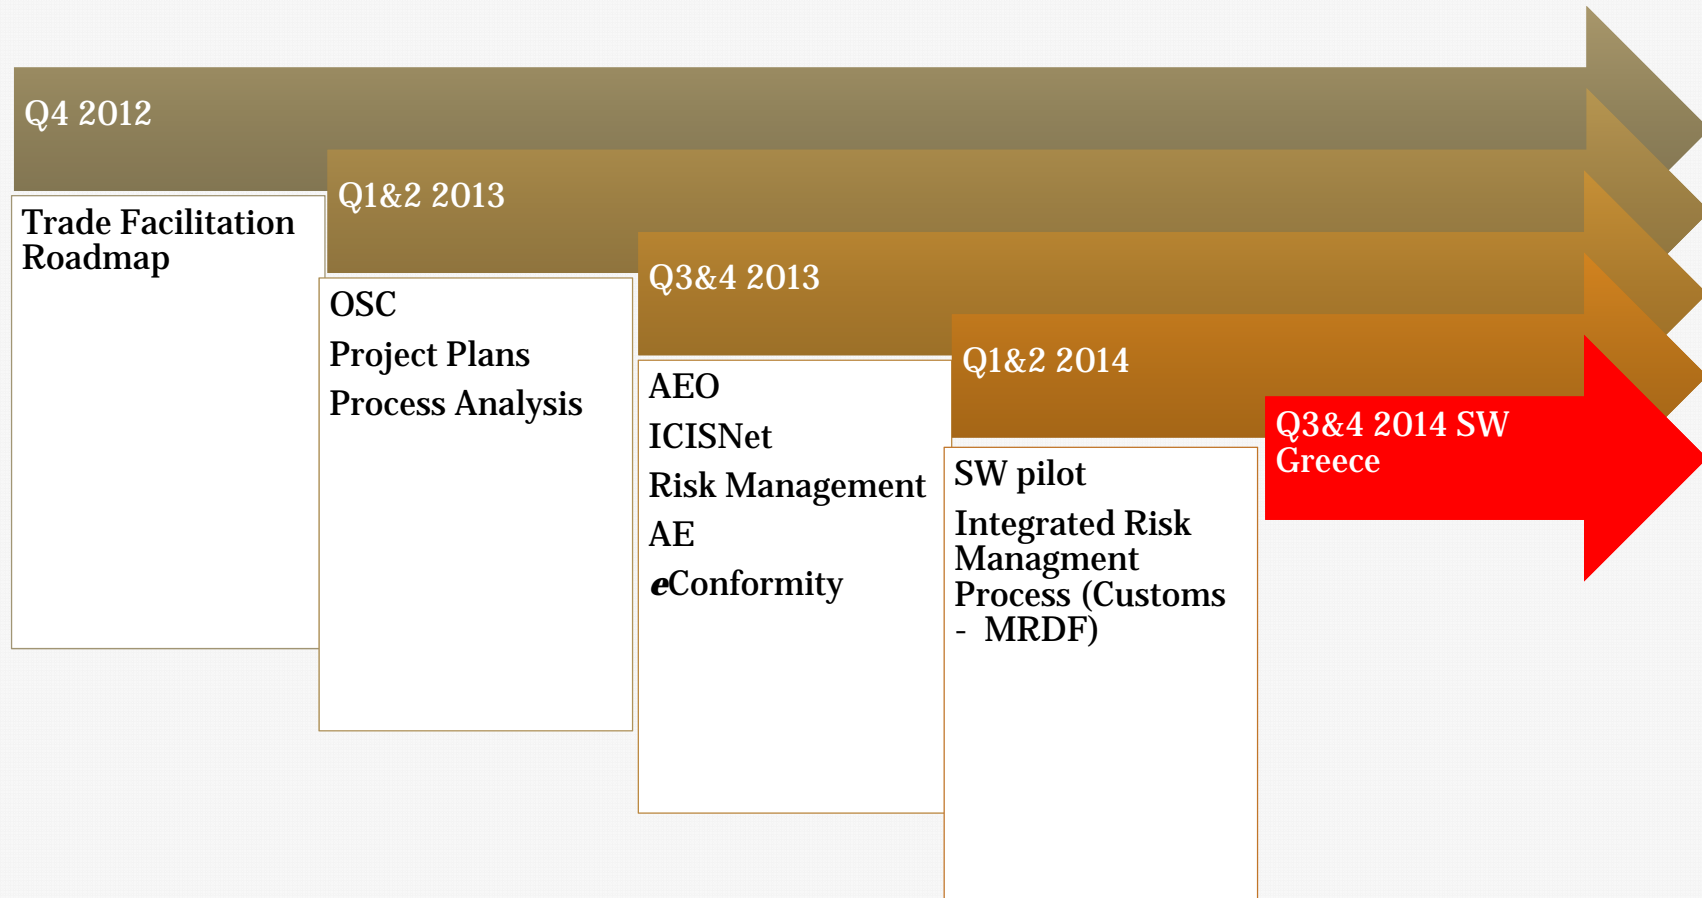 Q4 2012
Trade Facilitation
Roadmap
Q1&2 2013
OSC
Project Plans
Process Analysis
Q3&4 2013
AEO
ICISNet
Risk Management
AE
eConformity
Q1&2 2014
SW pilot
Integrated Risk
Managment
Process (Customs
- MRDF)
Q3&4 2014 SW
Greece